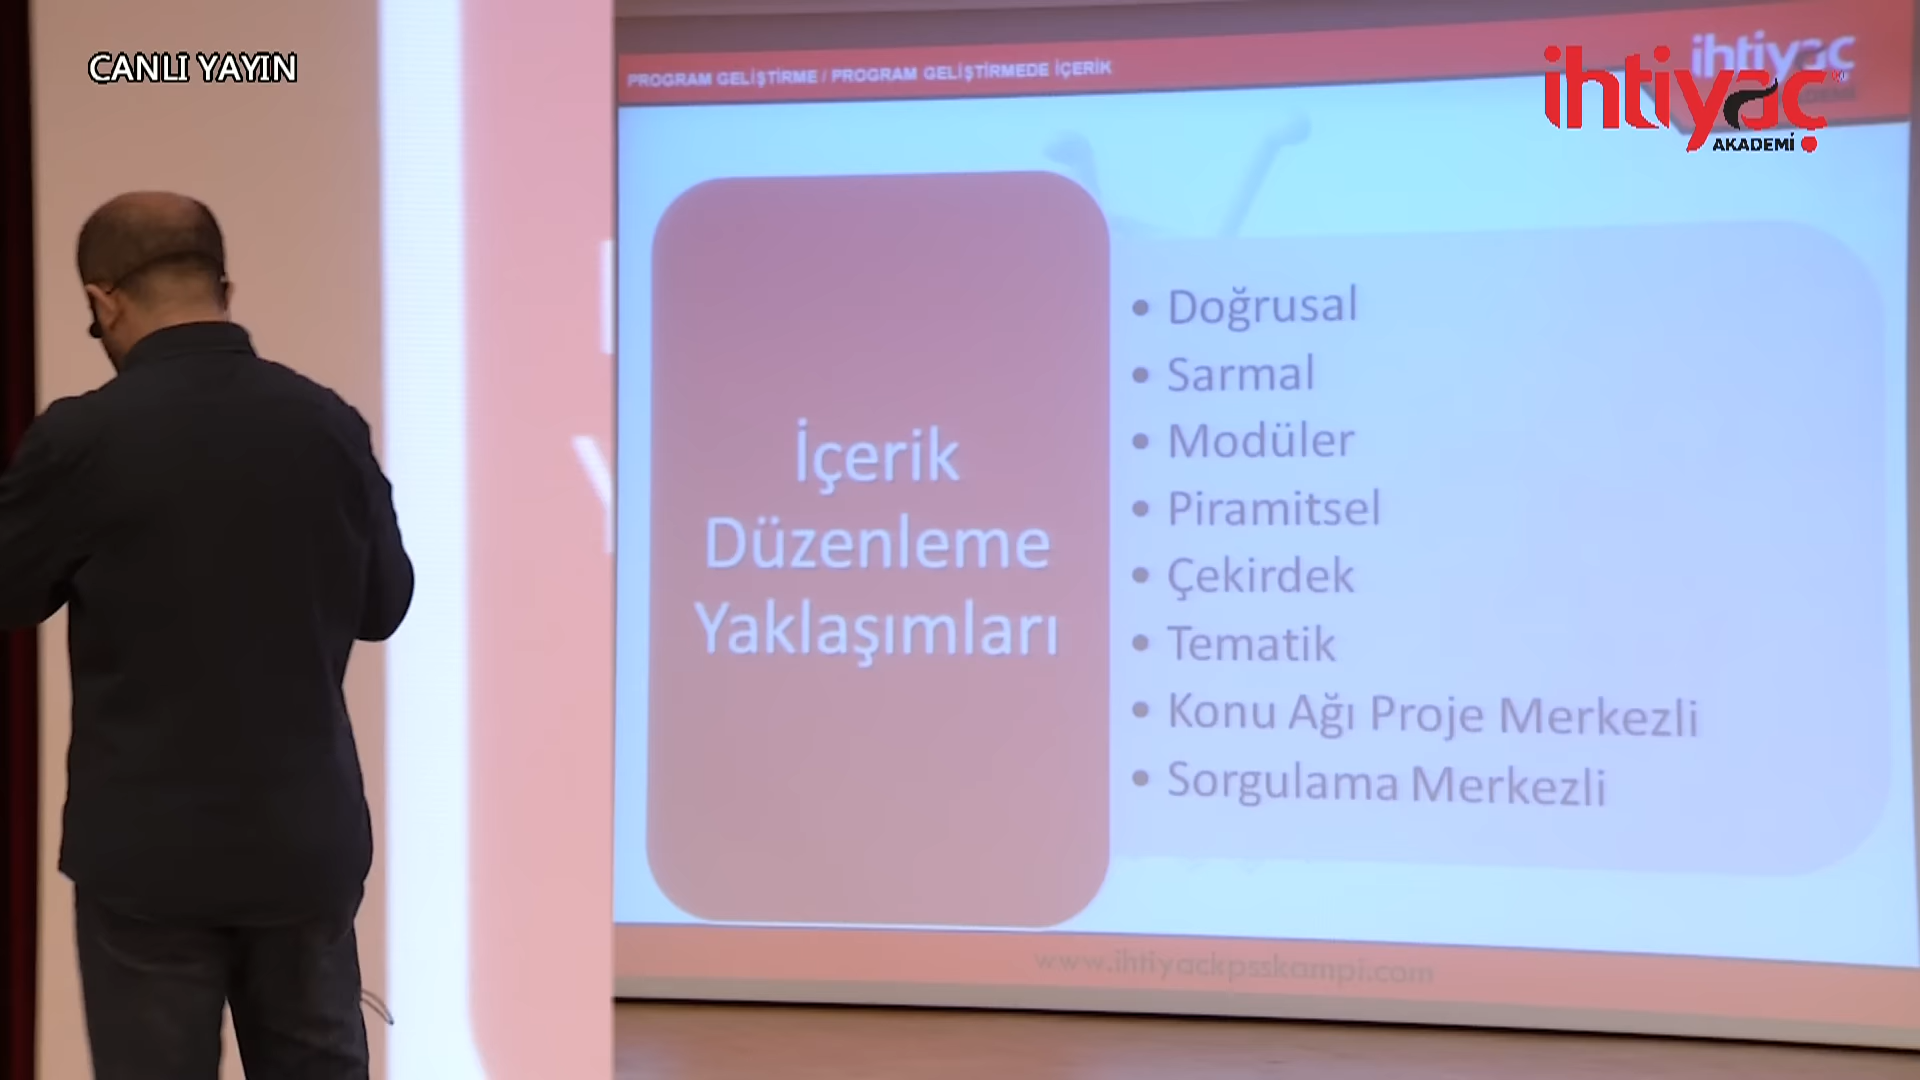 CANLI YAYIN
PROGRAM GELİŞTİRME / PROGRAM GELİŞTİRMEDE İÇERİK
ihtiyaç
ihtiyaç
AKADEMİ
İçerik
Düzenleme
Yaklaşımları
• Doğrusal
• Sarmal
• Modüler
• Piramitsel
• Çekirdek
• Tematik
• Konu Ağı Proje Merkezli
• Sorgulama Merkezli
www.ihtiyackpsskampi.com